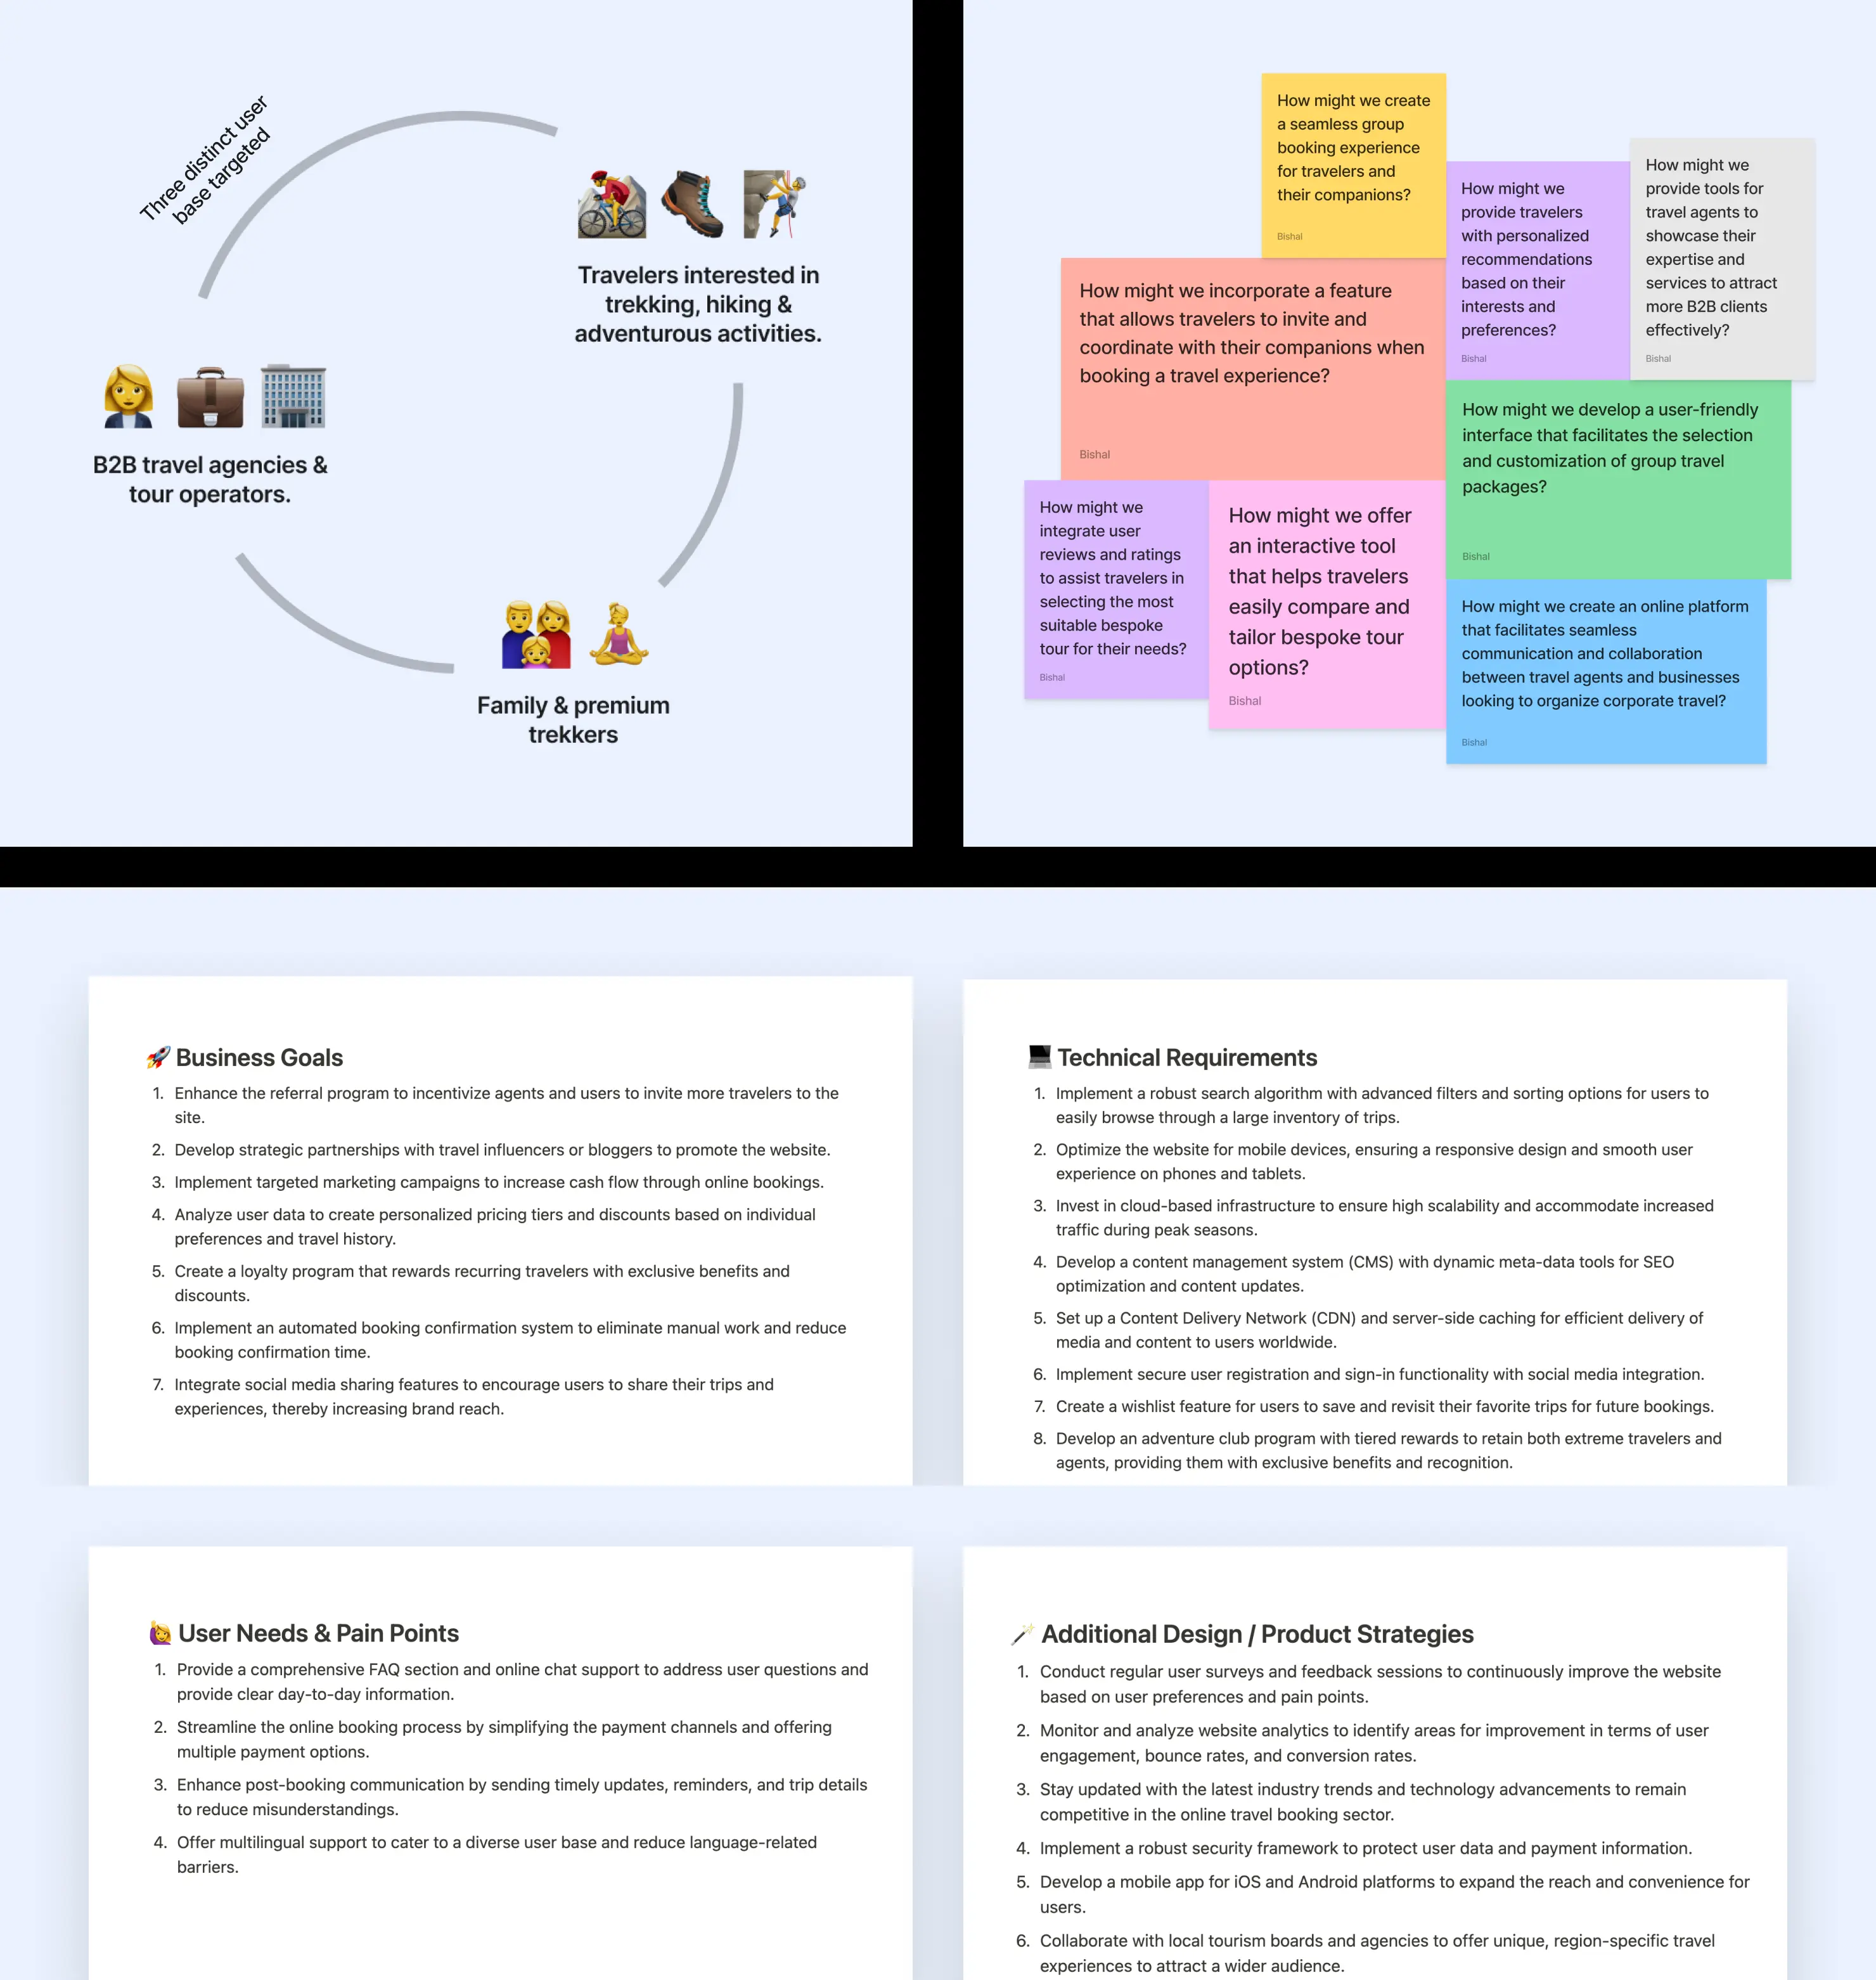 Three distinct user
base targeted
Travelers interested in
trekking, hiking &
adventurous activities.
B2B travel agencies &
tour operators.
Family & premium
trekkers
How might we create
a seamless group
booking experience
for travelers and
their companions?
Bishal
How might we
provide travelers
with personalized
recommendations
based on their
interests and
preferences?
Bishal
How might we
provide tools for
travel agents to
showcase their
expertise and
services to attract
more B2B clients
effectively?
Bishal
How might we incorporate a feature
that allows travelers to invite and
coordinate with their companions when
booking a travel experience?
Bishal
How might we develop a user-friendly
interface that facilitates the selection
and customization of group travel
packages?
Bishal
How might we
integrate user
reviews and ratings
to assist travelers in
selecting the most
suitable bespoke
tour for their needs?
Bishal
How might we offer
an interactive tool
that helps travelers
easily compare and
tailor bespoke tour
options?
Bishal
How might we create an online platform
that facilitates seamless
communication and collaboration
between travel agents and businesses
looking to organize corporate travel?
Bishal
🚀 Business Goals
1. Enhance the referral program to incentivize agents and users to invite more travelers to the
site.
2. Develop strategic partnerships with travel influencers or bloggers to promote the website.
3. Implement targeted marketing campaigns to increase cash flow through online bookings.
4. Analyze user data to create personalized pricing tiers and discounts based on individual
preferences and travel history.
5. Create a loyalty program that rewards recurring travelers with exclusive benefits and
discounts.
6. Implement an automated booking confirmation system to eliminate manual work and reduce
booking confirmation time.
7. Integrate social media sharing features to encourage users to share their trips and
experiences, thereby increasing brand reach.
💻 Technical Requirements
1. Implement a robust search algorithm with advanced filters and sorting options for users to
easily browse through a large inventory of trips.
2. Optimize the website for mobile devices, ensuring a responsive design and smooth user
experience on phones and tablets.
3. Invest in cloud-based infrastructure to ensure high scalability and accommodate increased
traffic during peak seasons.
4. Develop a content management system (CMS) with dynamic meta-data tools for SEO
optimization and content updates.
5. Set up a Content Delivery Network (CDN) and server-side caching for efficient delivery of
media and content to users worldwide.
6. Implement secure user registration and sign-in functionality with social media integration.
7. Create a wishlist feature for users to save and revisit their favorite trips for future bookings.
8. Develop an adventure club program with tiered rewards to retain both extreme travelers and
agents, providing them with exclusive benefits and recognition.
🙋 User Needs & Pain Points
1. Provide a comprehensive FAQ section and online chat support to address user questions and
provide clear day-to-day information.
2. Streamline the online booking process by simplifying the payment channels and offering
multiple payment options.
3. Enhance post-booking communication by sending timely updates, reminders, and trip details
to reduce misunderstandings.
4. Offer multilingual support to cater to a diverse user base and reduce language-related
barriers.
🪄 Additional Design / Product Strategies
1. Conduct regular user surveys and feedback sessions to continuously improve the website
based on user preferences and pain points.
2. Monitor and analyze website analytics to identify areas for improvement in terms of user
engagement, bounce rates, and conversion rates.
3. Stay updated with the latest industry trends and technology advancements to remain
competitive in the online travel booking sector.
4. Implement a robust security framework to protect user data and payment information.
5. Develop a mobile app for iOS and Android platforms to expand the reach and convenience for
users.
6. Collaborate with local tourism boards and agencies to offer unique, region-specific travel
experiences to attract a wider audience.